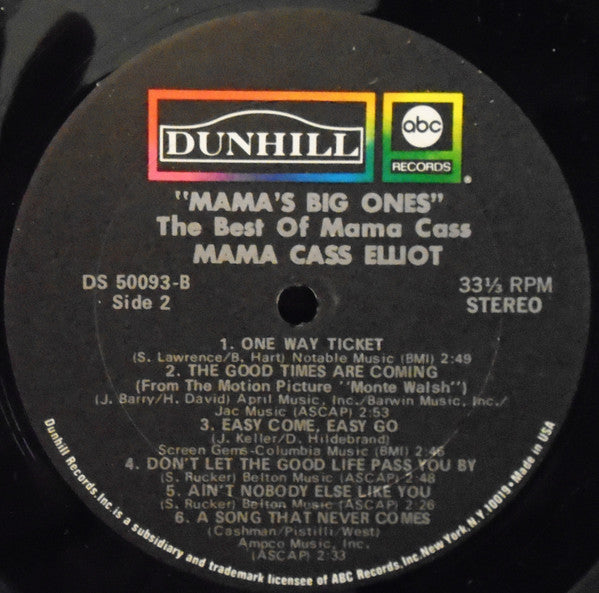 DUNHILL
abc
RECORDS
"MAMA'S BIG ONES"
The Best Of Mama Cass
MAMA CASS ELLIOT
DS 50093-B
Side 2
33⅓ RPM
STEREO
1. ONE WAY TICKET
(S. Lawrence/B. Hart) Notable Music (BMI) 2:49
2. THE GOOD TIMES ARE COMING
(From The Motion Picture "Monte Walsh")
(J. Barry/H. David) April Music, Inc./Barwin Music, Inc./
Jac Music (ASCAP) 2:53
3. EASY COME, EASY GO
(J. Keller/D. Hildebrand)
Screen Gems-Columbia Music (BMI) 2:46
4. DON'T LET THE GOOD LIFE PASS YOU BY
(S. Rucker) Belton Music (ASCAP) 2:48
5. AIN'T NOBODY ELSE LIKE YOU
(S. Rucker) Belton Music (ASCAP) 2:26
6. A SONG THAT NEVER COMES
(Cashman/Pistilli/West)
Ampco Music, Inc.
(ASCAP) 2:33
Dunhill Records, Inc is a subsidiary and trademark licensee of ABC Records, Inc, New York, N.Y. 10019 • Made in USA